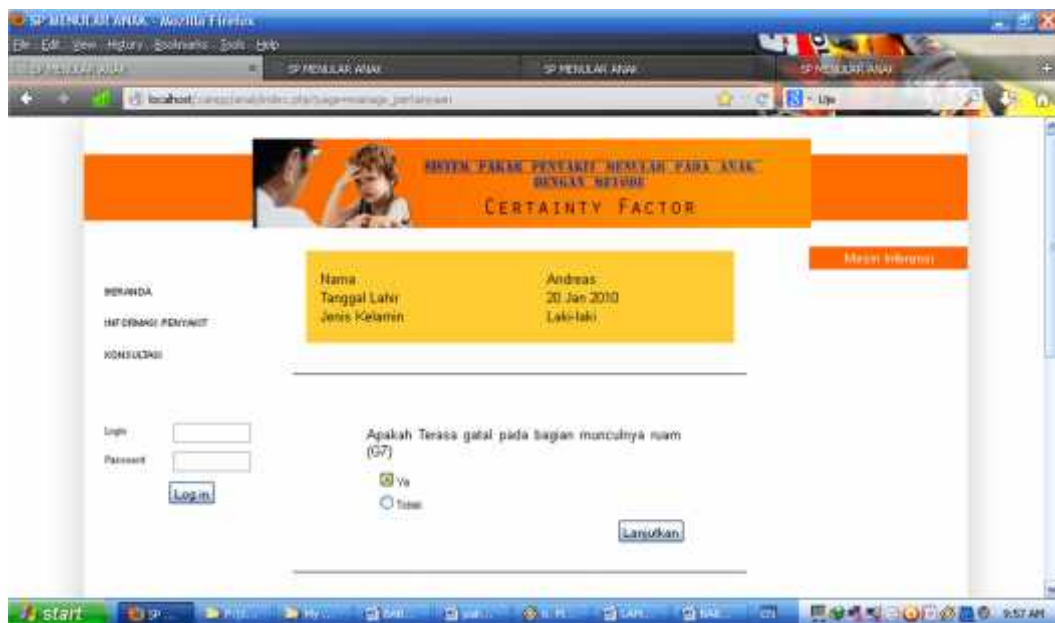 SP MENULAR ANAK - Mozilla Firefox
File Edit View History Bookmarks Tools Help
SP MENULAR ANAK
SP MENULAR ANAK
SP MENULAR ANAK
SP MENULAR ANAK
localhost
SISTEM PAKAR PENYAKIT MENULAR PADA ANAK
DENGAN METODE
CERTAINTY FACTOR
Mesin Inferensi
BERANDA
INFORMASI PENYAKIT
KONSULTASI
Nama Andreas
Tanggal Lahir 20 Jan 2010
Jenis Kelamin Laki-laki
Login
Password
Log in
Apakah Terasa gatal pada bagian munculnya ruam
(G7)
Ya
Tidak
Lanjutkan
start
9:57 AM